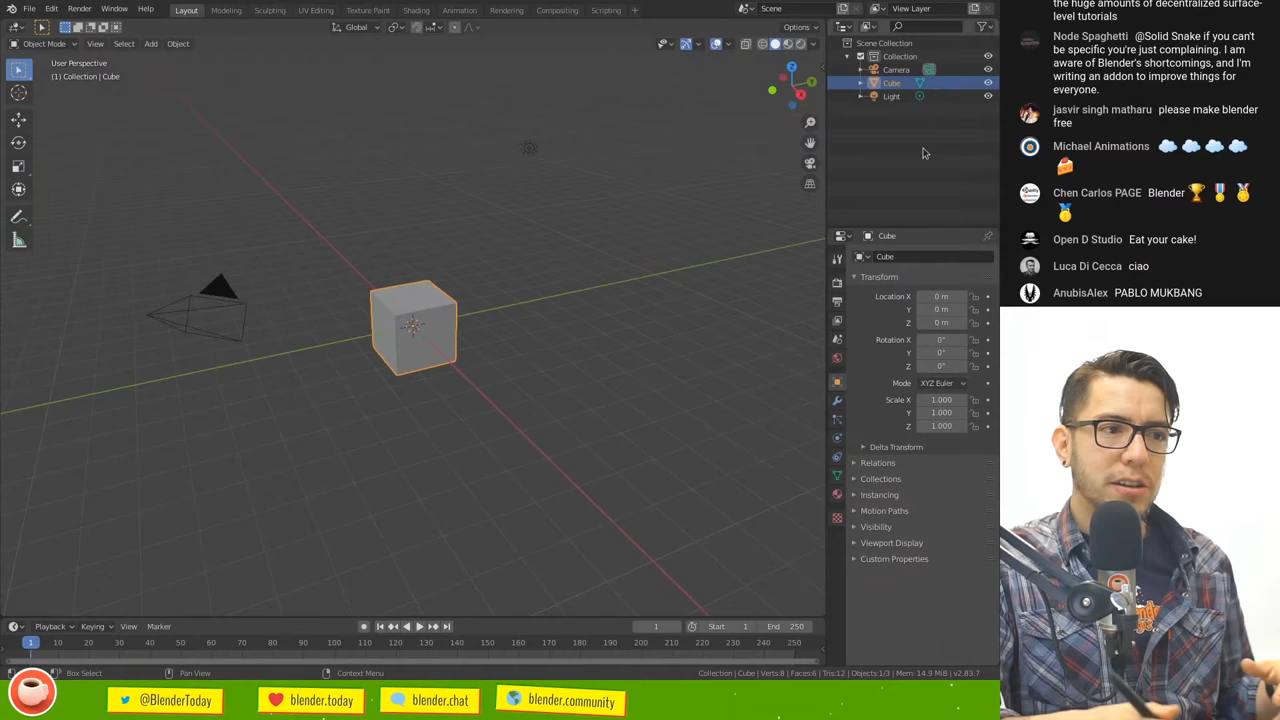 File Edit Render Window Help Layout Modeling Sculpting UV Editing Texture Paint Shading Animation Rendering Compositing Scripting + Scene View Layer
Global Options
Object Mode View Select Add Object
User Perspective
(1) Collection | Cube
Z
Y
X
Scene Collection
Collection
Camera
Cube
Light
Cube
Cube
Transform
Location X 0 m
Y 0 m
Z 0 m
Rotation X 0°
Y 0°
Z 0°
Mode XYZ Euler
Scale X 1.000
Y 1.000
Z 1.000
Delta Transform
Relations
Collections
Instancing
Motion Paths
Visibility
Viewport Display
Custom Properties
Playback Keying View Marker 1 Start 1 End 250
1 10 20 30 40 50 60 70 80 90 100 110 120 130 140 150 160 170 180 190 200 210 220 230 240 250
Box Select Pan View Context Menu Collection | Cube | Verts:8 | Faces:6 | Tris:12 | Objects:1/3 | Mem: 14.9 MiB | v2.83.7
the huge amounts of decentralized surface-
level tutorials
Node Spaghetti @Solid Snake if you can't
be specific you're just complaining. I am
aware of Blender's shortcomings, and I'm
writing an addon to improve things for
everyone.
jasvir singh matharu please make blender
free
Michael Animations
Chen Carlos PAGE Blender
Open D Studio Eat your cake!
Luca Di Cecca ciao
AnubisAlex PABLO MUKBANG
@BlenderToday blender.today blender.chat blender.community